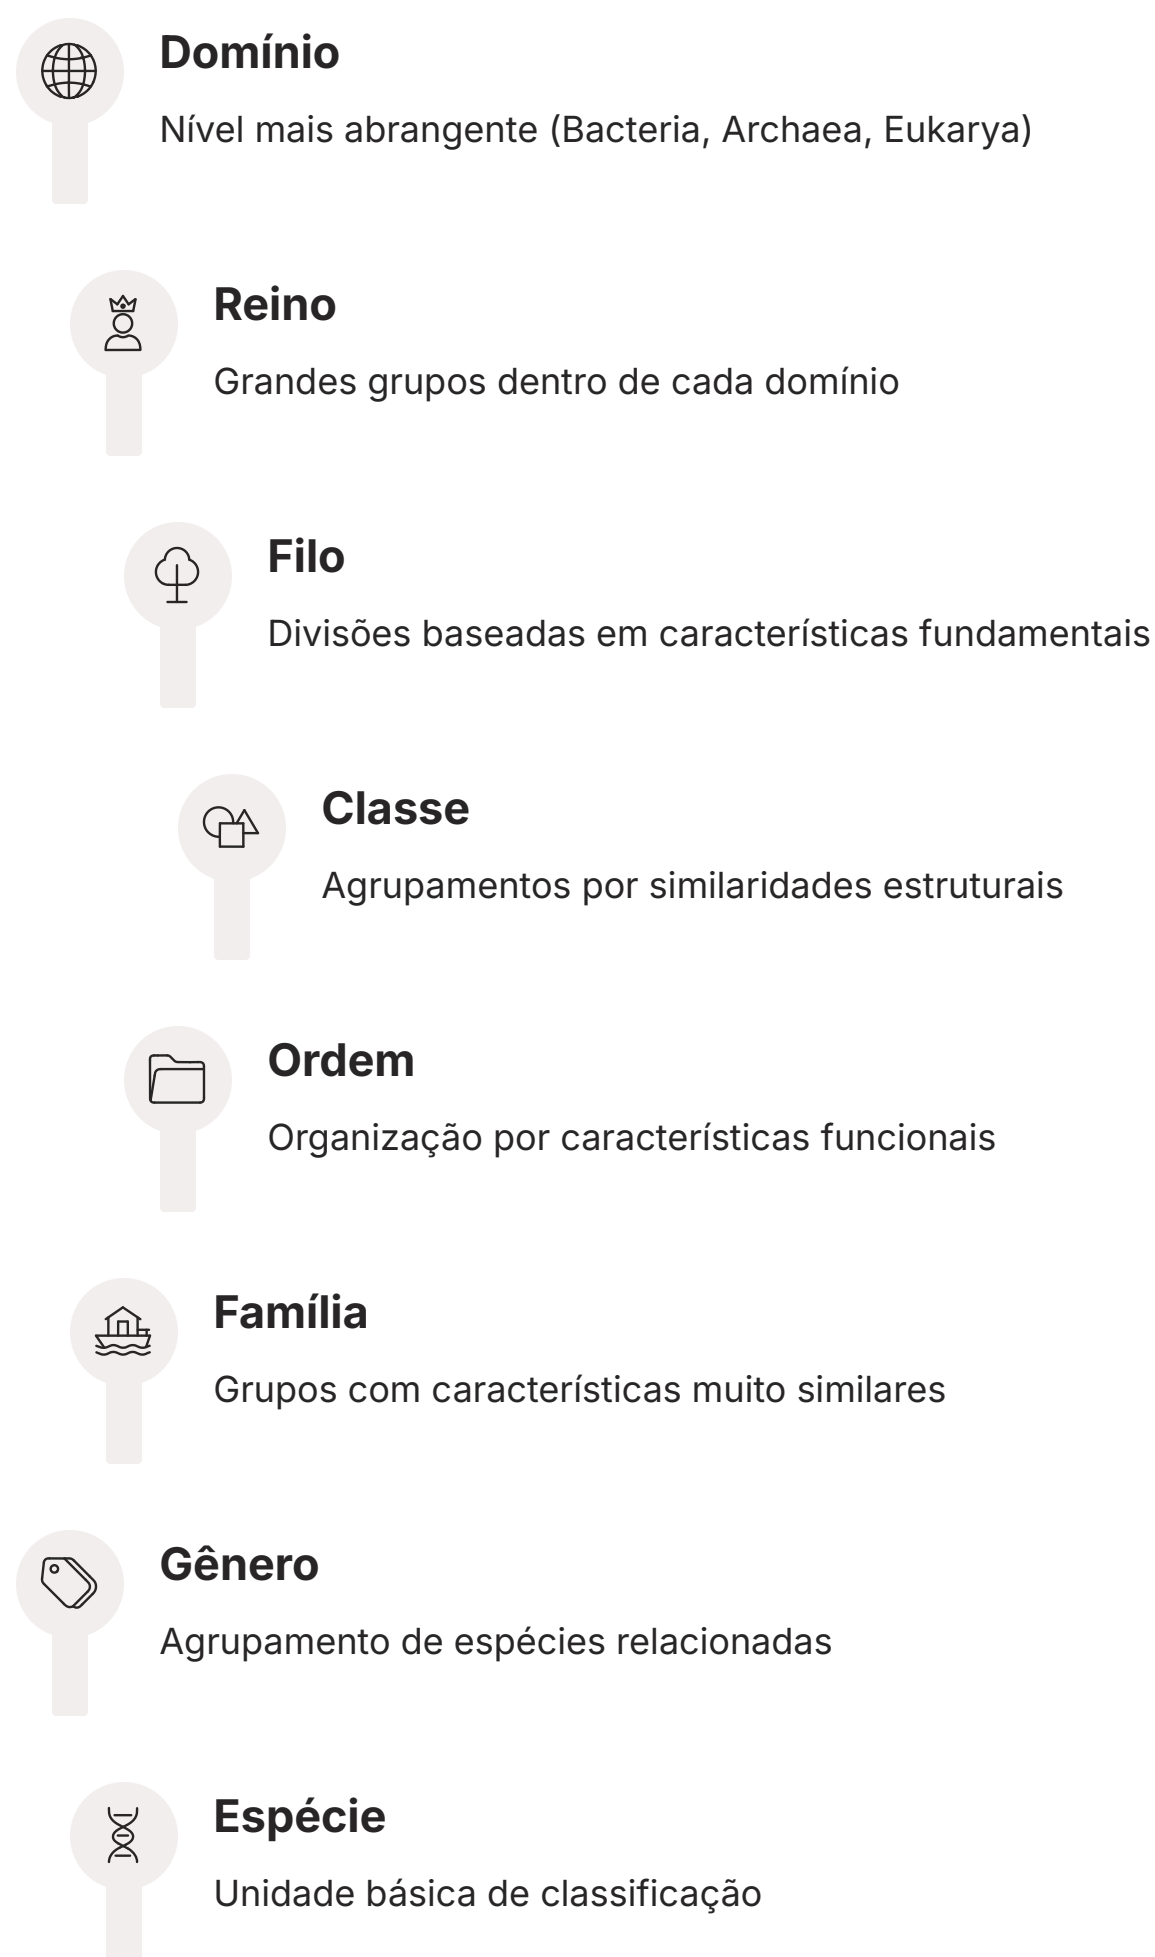 Domínio
Nível mais abrangente (Bacteria, Archaea, Eukarya)
Reino
Grandes grupos dentro de cada domínio
Filo
Divisões baseadas em características fundamentais
Classe
Agrupamentos por similaridades estruturais
Ordem
Organização por características funcionais
Família
Grupos com características muito similares
Gênero
Agrupamento de espécies relacionadas
Espécie
Unidade básica de classificação